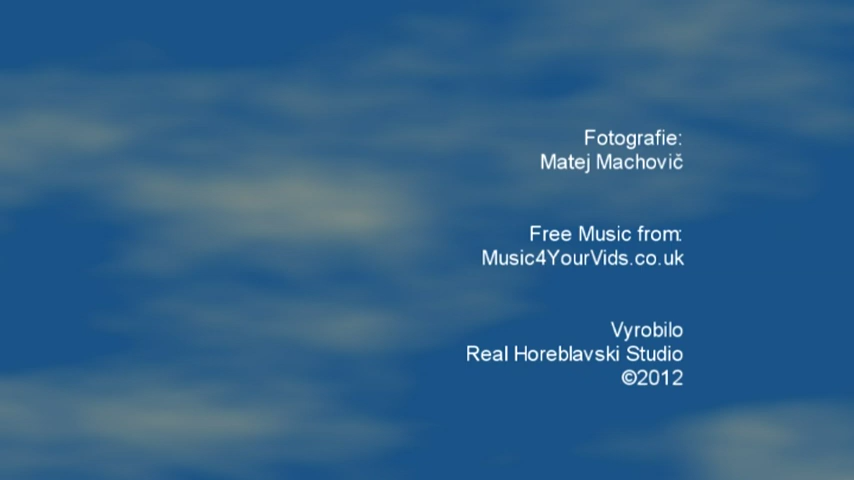 Fotografie:
Matej Machovič
Free Music from:
Music4YourVids.co.uk
Vyrobilo
Real Horeblavski Studio
©2012